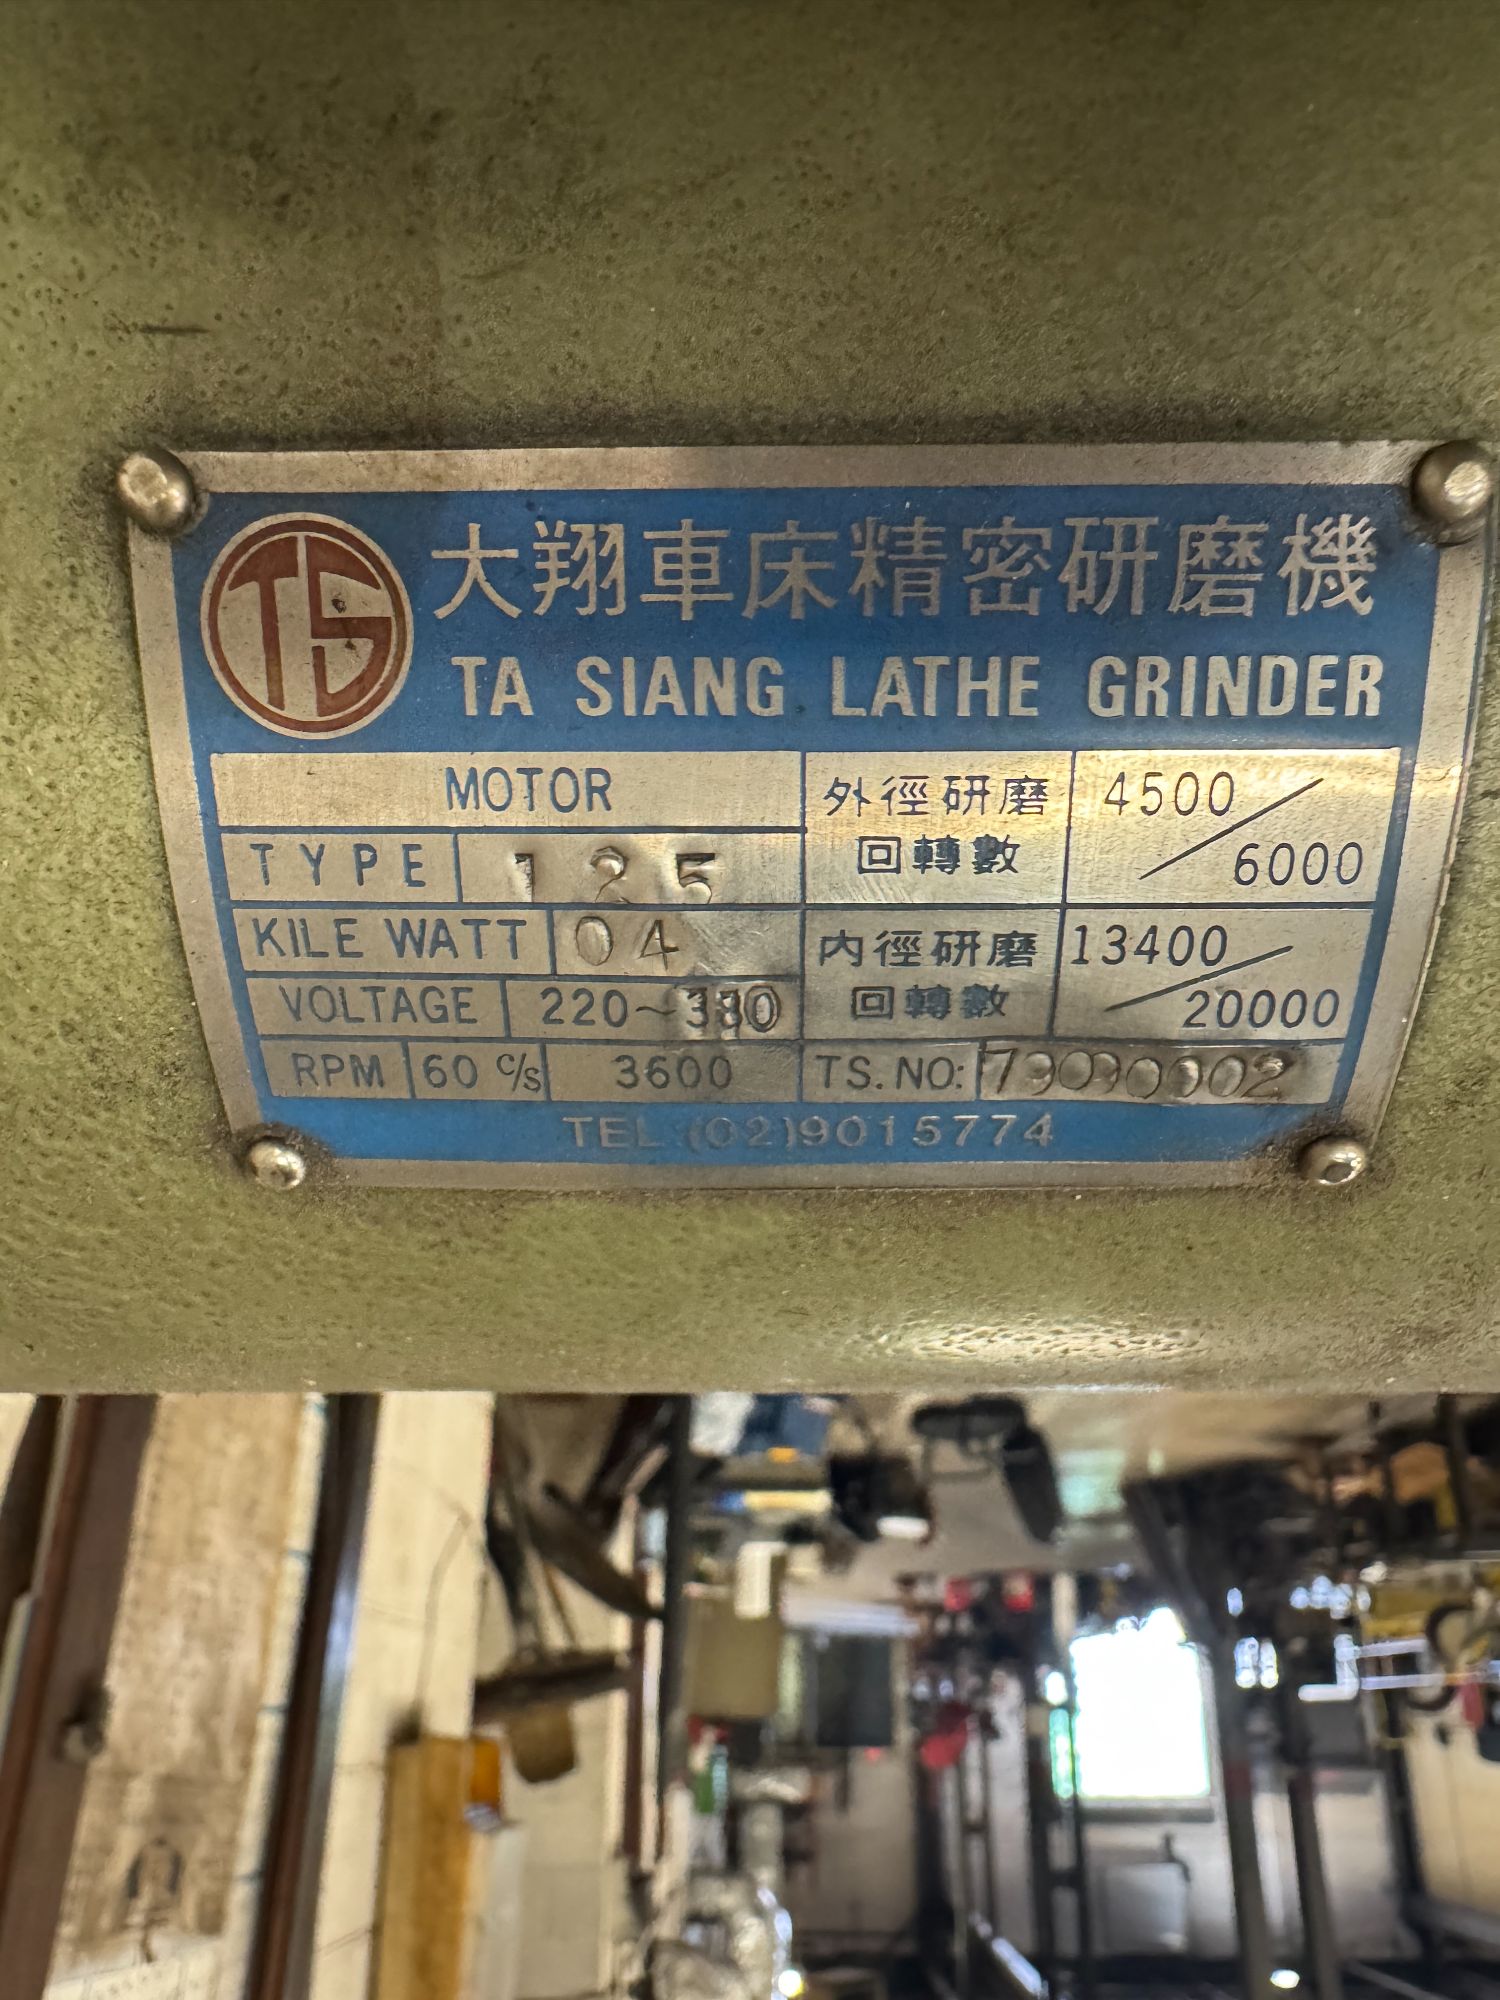 TS
大翔車床精密研磨機
TA SIANG LATHE GRINDER
MOTOR
TYPE 125
KILE WATT 04
VOLTAGE 220~
RPM 60 C/S 3600
外徑研磨回轉數 4500/6000
內徑研磨回轉數 13400/20000
TS.NO:
TEL:(02)9015774